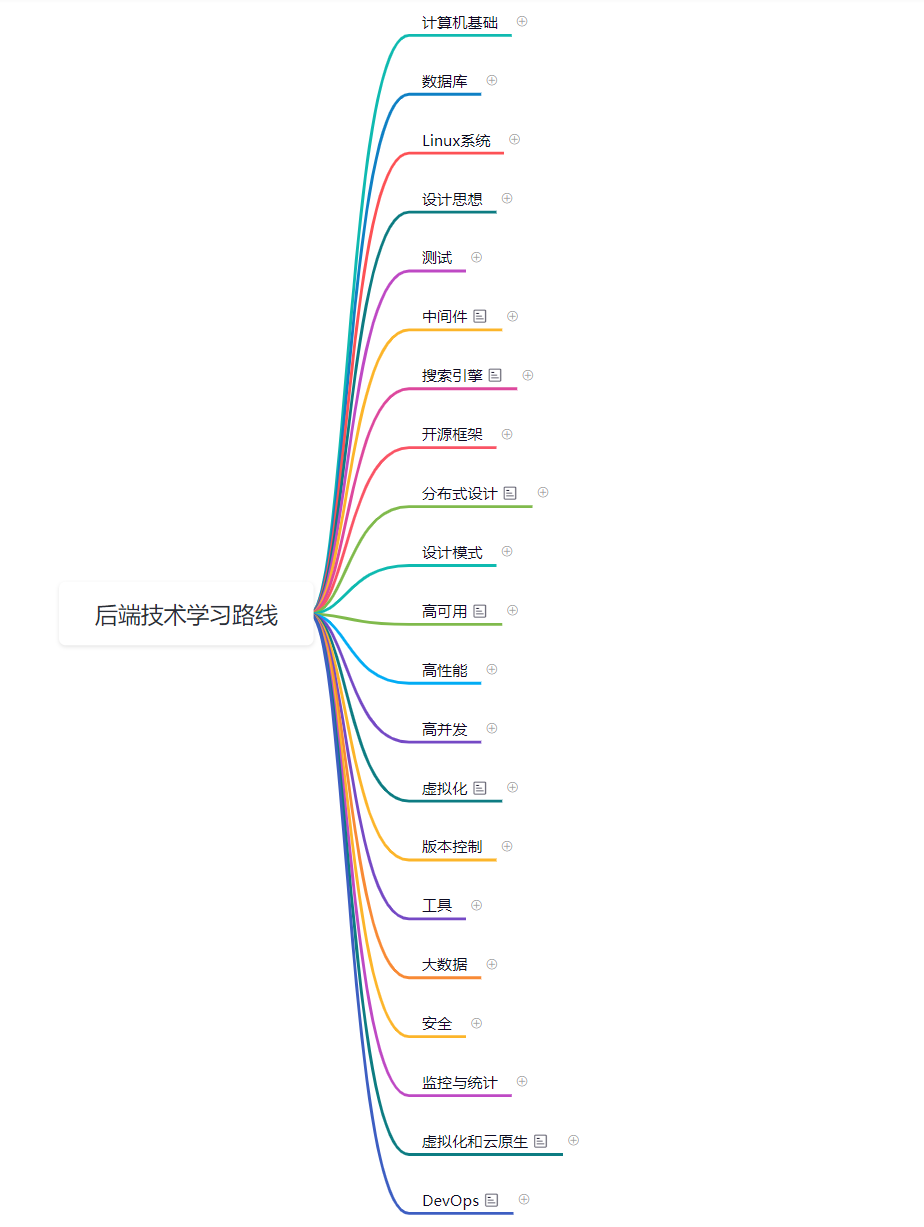 后端技术学习路线
计算机基础
数据库
Linux系统
设计思想
测试
中间件
搜索引擎
开源框架
分布式设计
设计模式
高可用
高性能
高并发
虚拟化
版本控制
工具
大数据
安全
监控与统计
虚拟化和云原生
DevOps